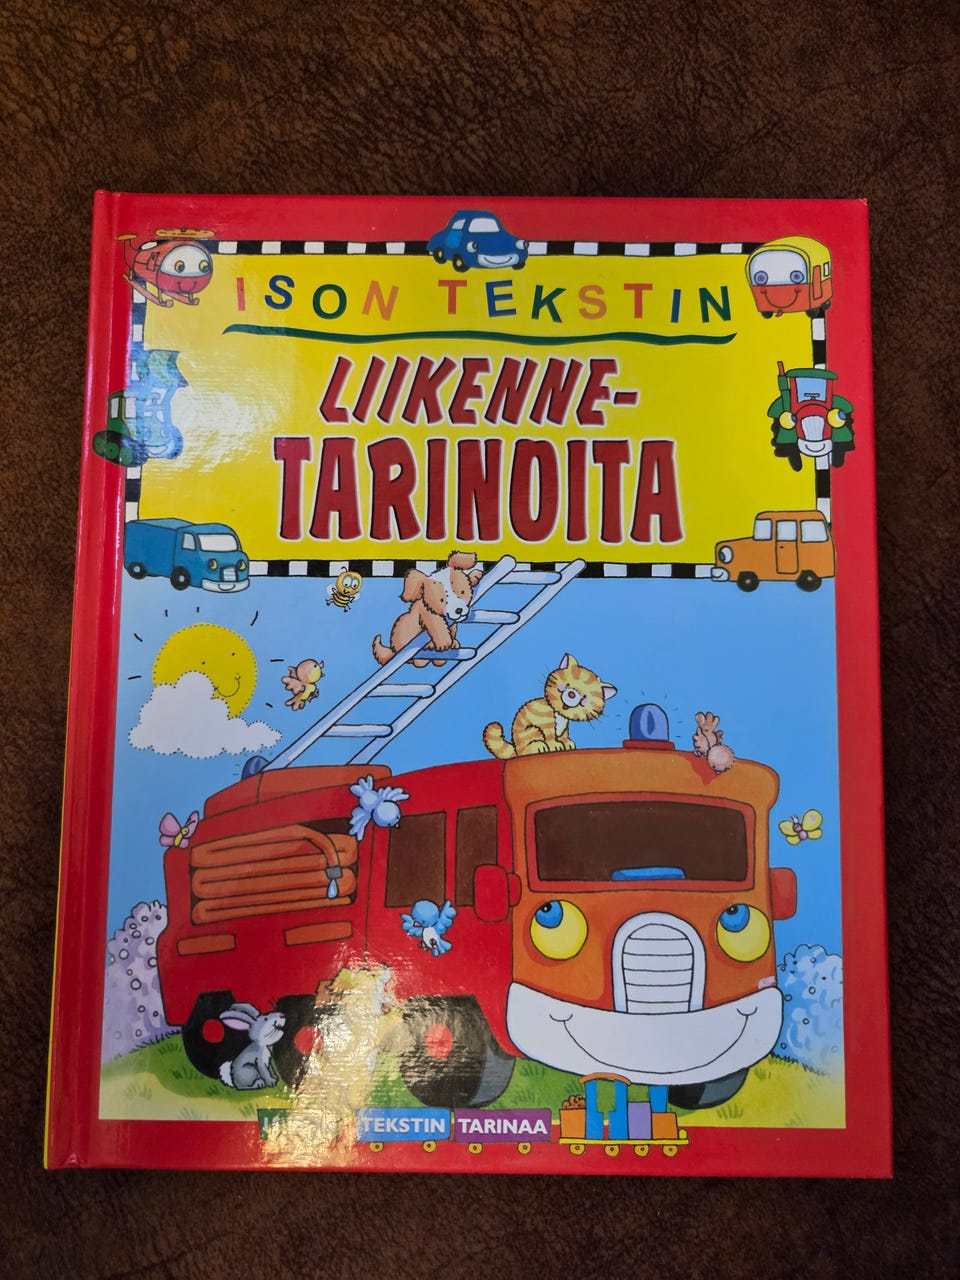 ISON TEKSTIN
LIIKENNE-
TARINOITA
TEKSTIN TARINAA